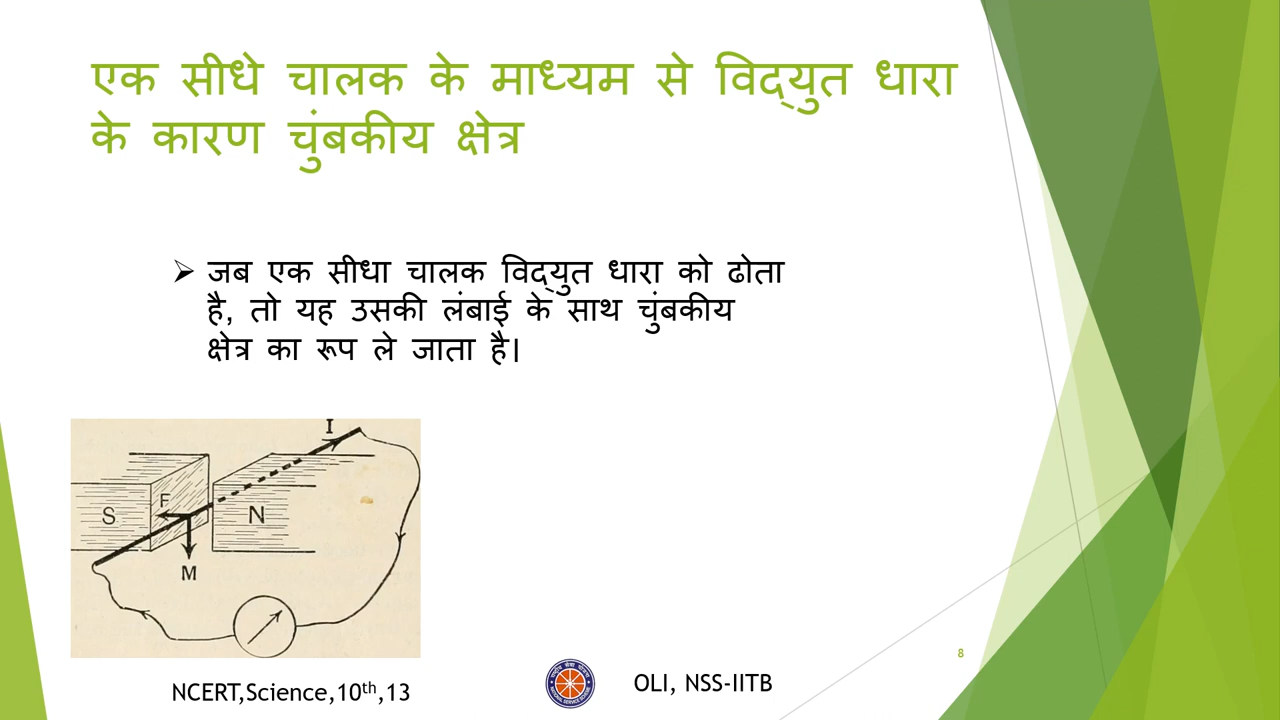 एक सीधे चालक के माध्यम से विद्युत धारा
के कारण चुंबकीय क्षेत्र
➢ जब एक सीधा चालक विद्युत धारा को ढोता
है, तो यह उसकी लंबाई के साथ चुंबकीय
क्षेत्र का रूप ले जाता है।
I
F
S
N
M
8
NCERT,Science,10th,13
OLI, NSS-IITB